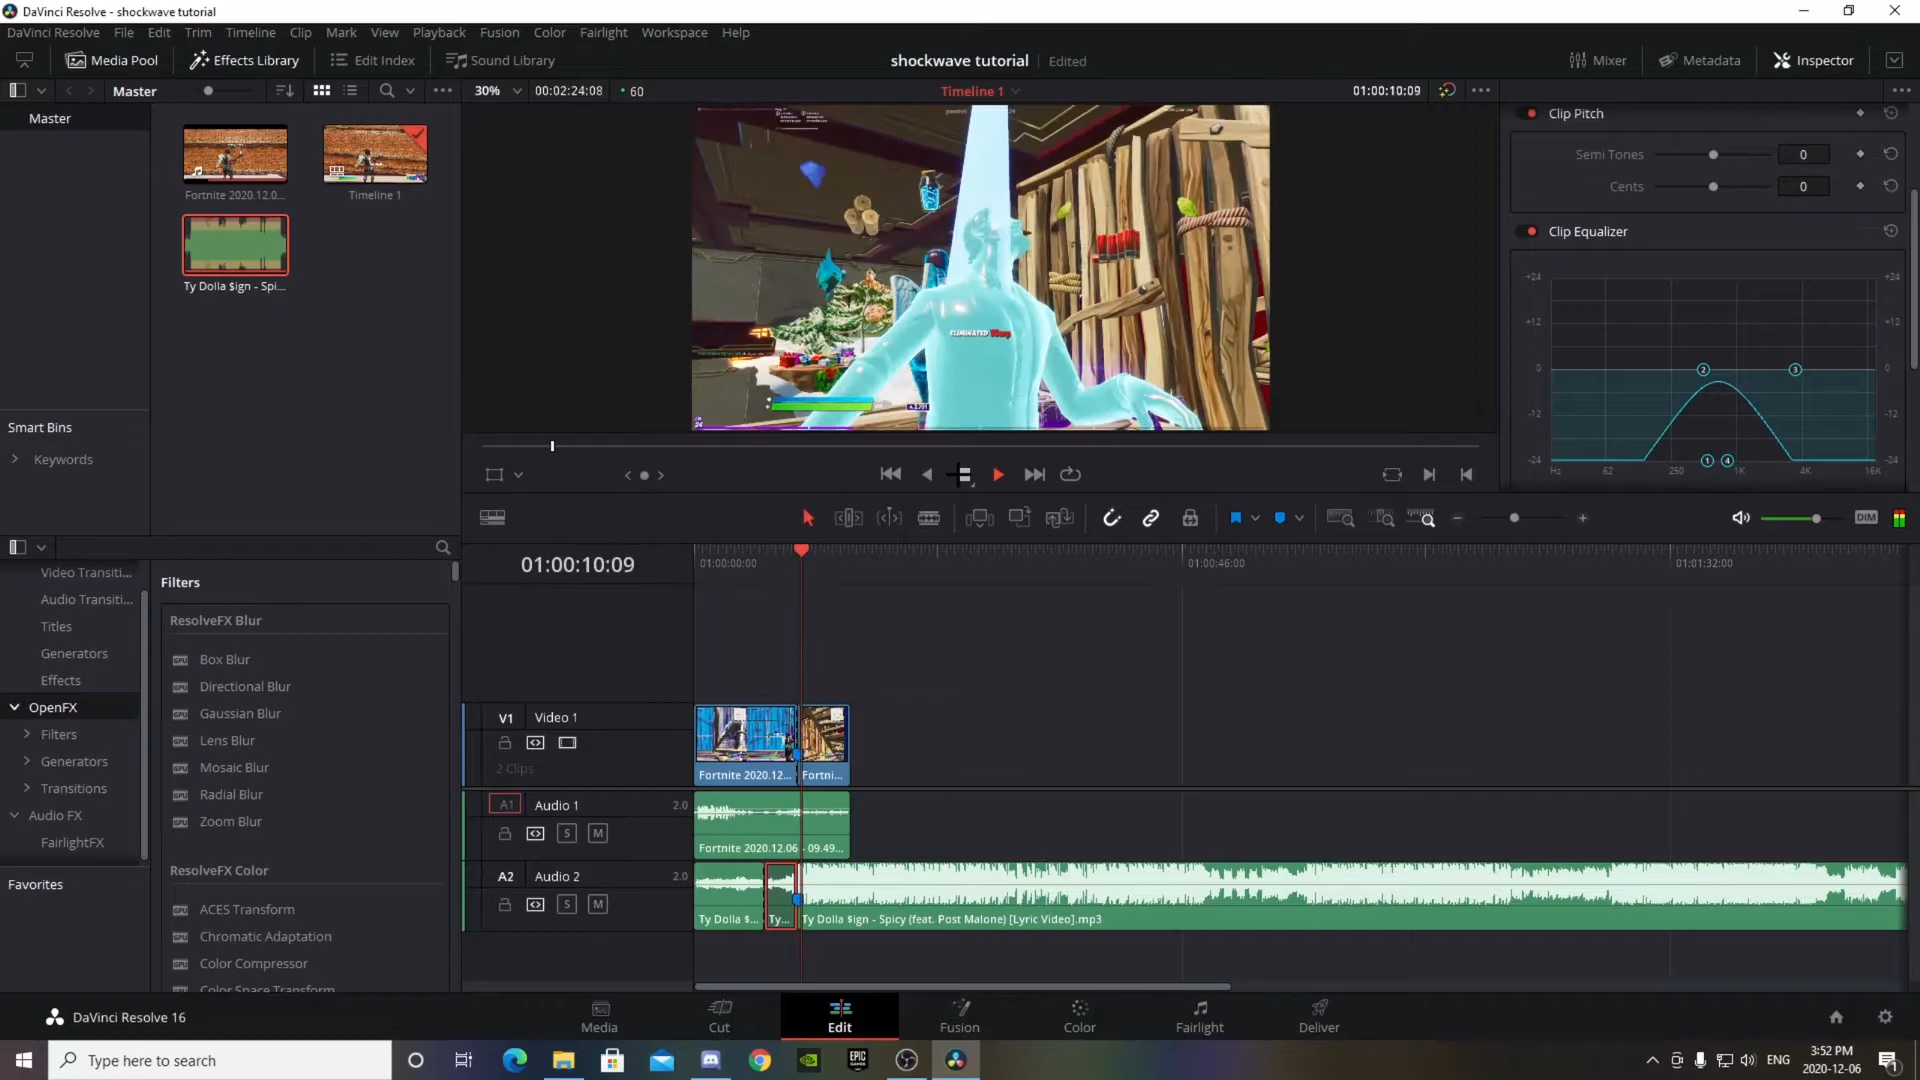 DaVinci Resolve - shockwave tutorial
DaVinci Resolve File Edit Trim Timeline Clip Mark View Playback Fusion Color Fairlight Workspace Help
Media Pool Effects Library Edit Index Sound Library shockwave tutorial Edited Mixer Metadata Inspector
Master 30% 00:02:24:08 60 Timeline 1 01:00:10:09
Master
Fortnite 2020.12.0... Timeline 1
Ty Dolla $ign - Spi...
Smart Bins
Keywords
ELIMINATED
Clip Pitch
Semi Tones 0
Cents 0
Clip Equalizer
+24 +24
+12 +12
0 2 3 0
-12 -12
-24 1 4 -24
Hz 62 250 1K 4K 16K
DIM
01:00:10:09
01:00:00:00 01:00:46:00 01:01:32:00
Video Transiti...
Audio Transiti...
Titles
Generators
Effects
OpenFX
Filters
Generators
Transitions
Audio FX
FairlightFX
Favorites
Filters
ResolveFX Blur
Box Blur
Directional Blur
Gaussian Blur
Lens Blur
Mosaic Blur
Radial Blur
Zoom Blur
ResolveFX Color
ACES Transform
Chromatic Adaptation
Color Compressor
Color Space Transform
V1 Video 1
2 Clips
Fortnite 2020.12... Fortni...
A1 Audio 1 2.0
S M
Fortnite 2020.12.06 - 09.49...
A2 Audio 2 2.0
S M
Ty Dolla $... Ty... Ty Dolla $ign - Spicy (feat. Post Malone) [Lyric Video].mp3
DaVinci Resolve 16
Media Cut Edit Fusion Color Fairlight Deliver
Type here to search
EPIC GAMES
ENG
3:52 PM
2020-12-06
1